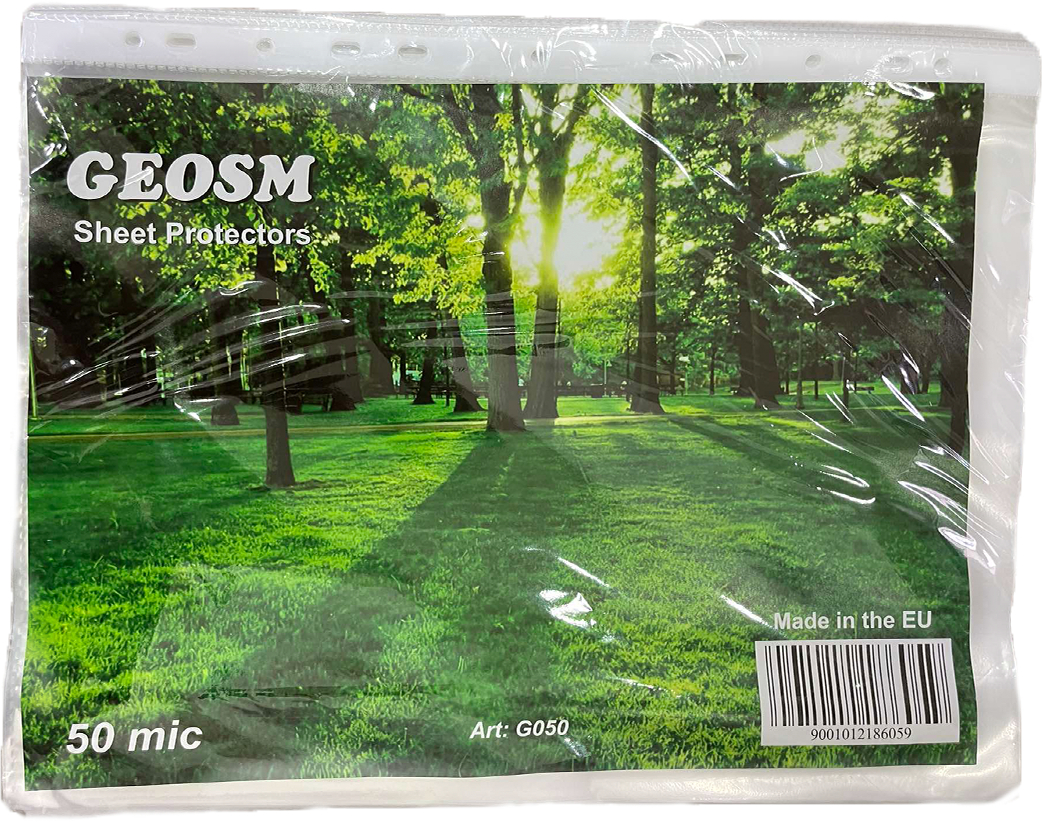 GEOSM
Sheet Protectors
Made in the EU
9001012186059
50 mic
Art: G050